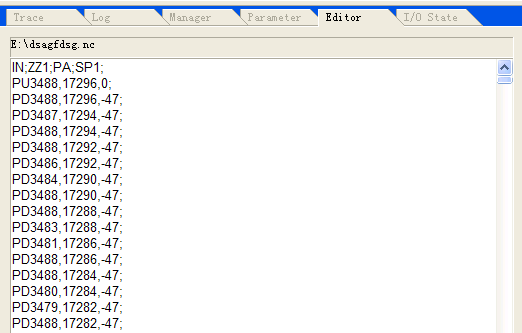 Trace Log Manager Parameter Editor I/O State
E:\dsagfdsg.nc
IN;ZZ1;PA;SP1;
PU3488,17296,0;
PD3488,17296,-47;
PD3487,17294,-47;
PD3488,17294,-47;
PD3488,17292,-47;
PD3486,17292,-47;
PD3484,17290,-47;
PD3488,17290,-47;
PD3488,17288,-47;
PD3483,17288,-47;
PD3481,17286,-47;
PD3488,17286,-47;
PD3488,17284,-47;
PD3480,17284,-47;
PD3479,17282,-47;
PD3488,17282,-47;